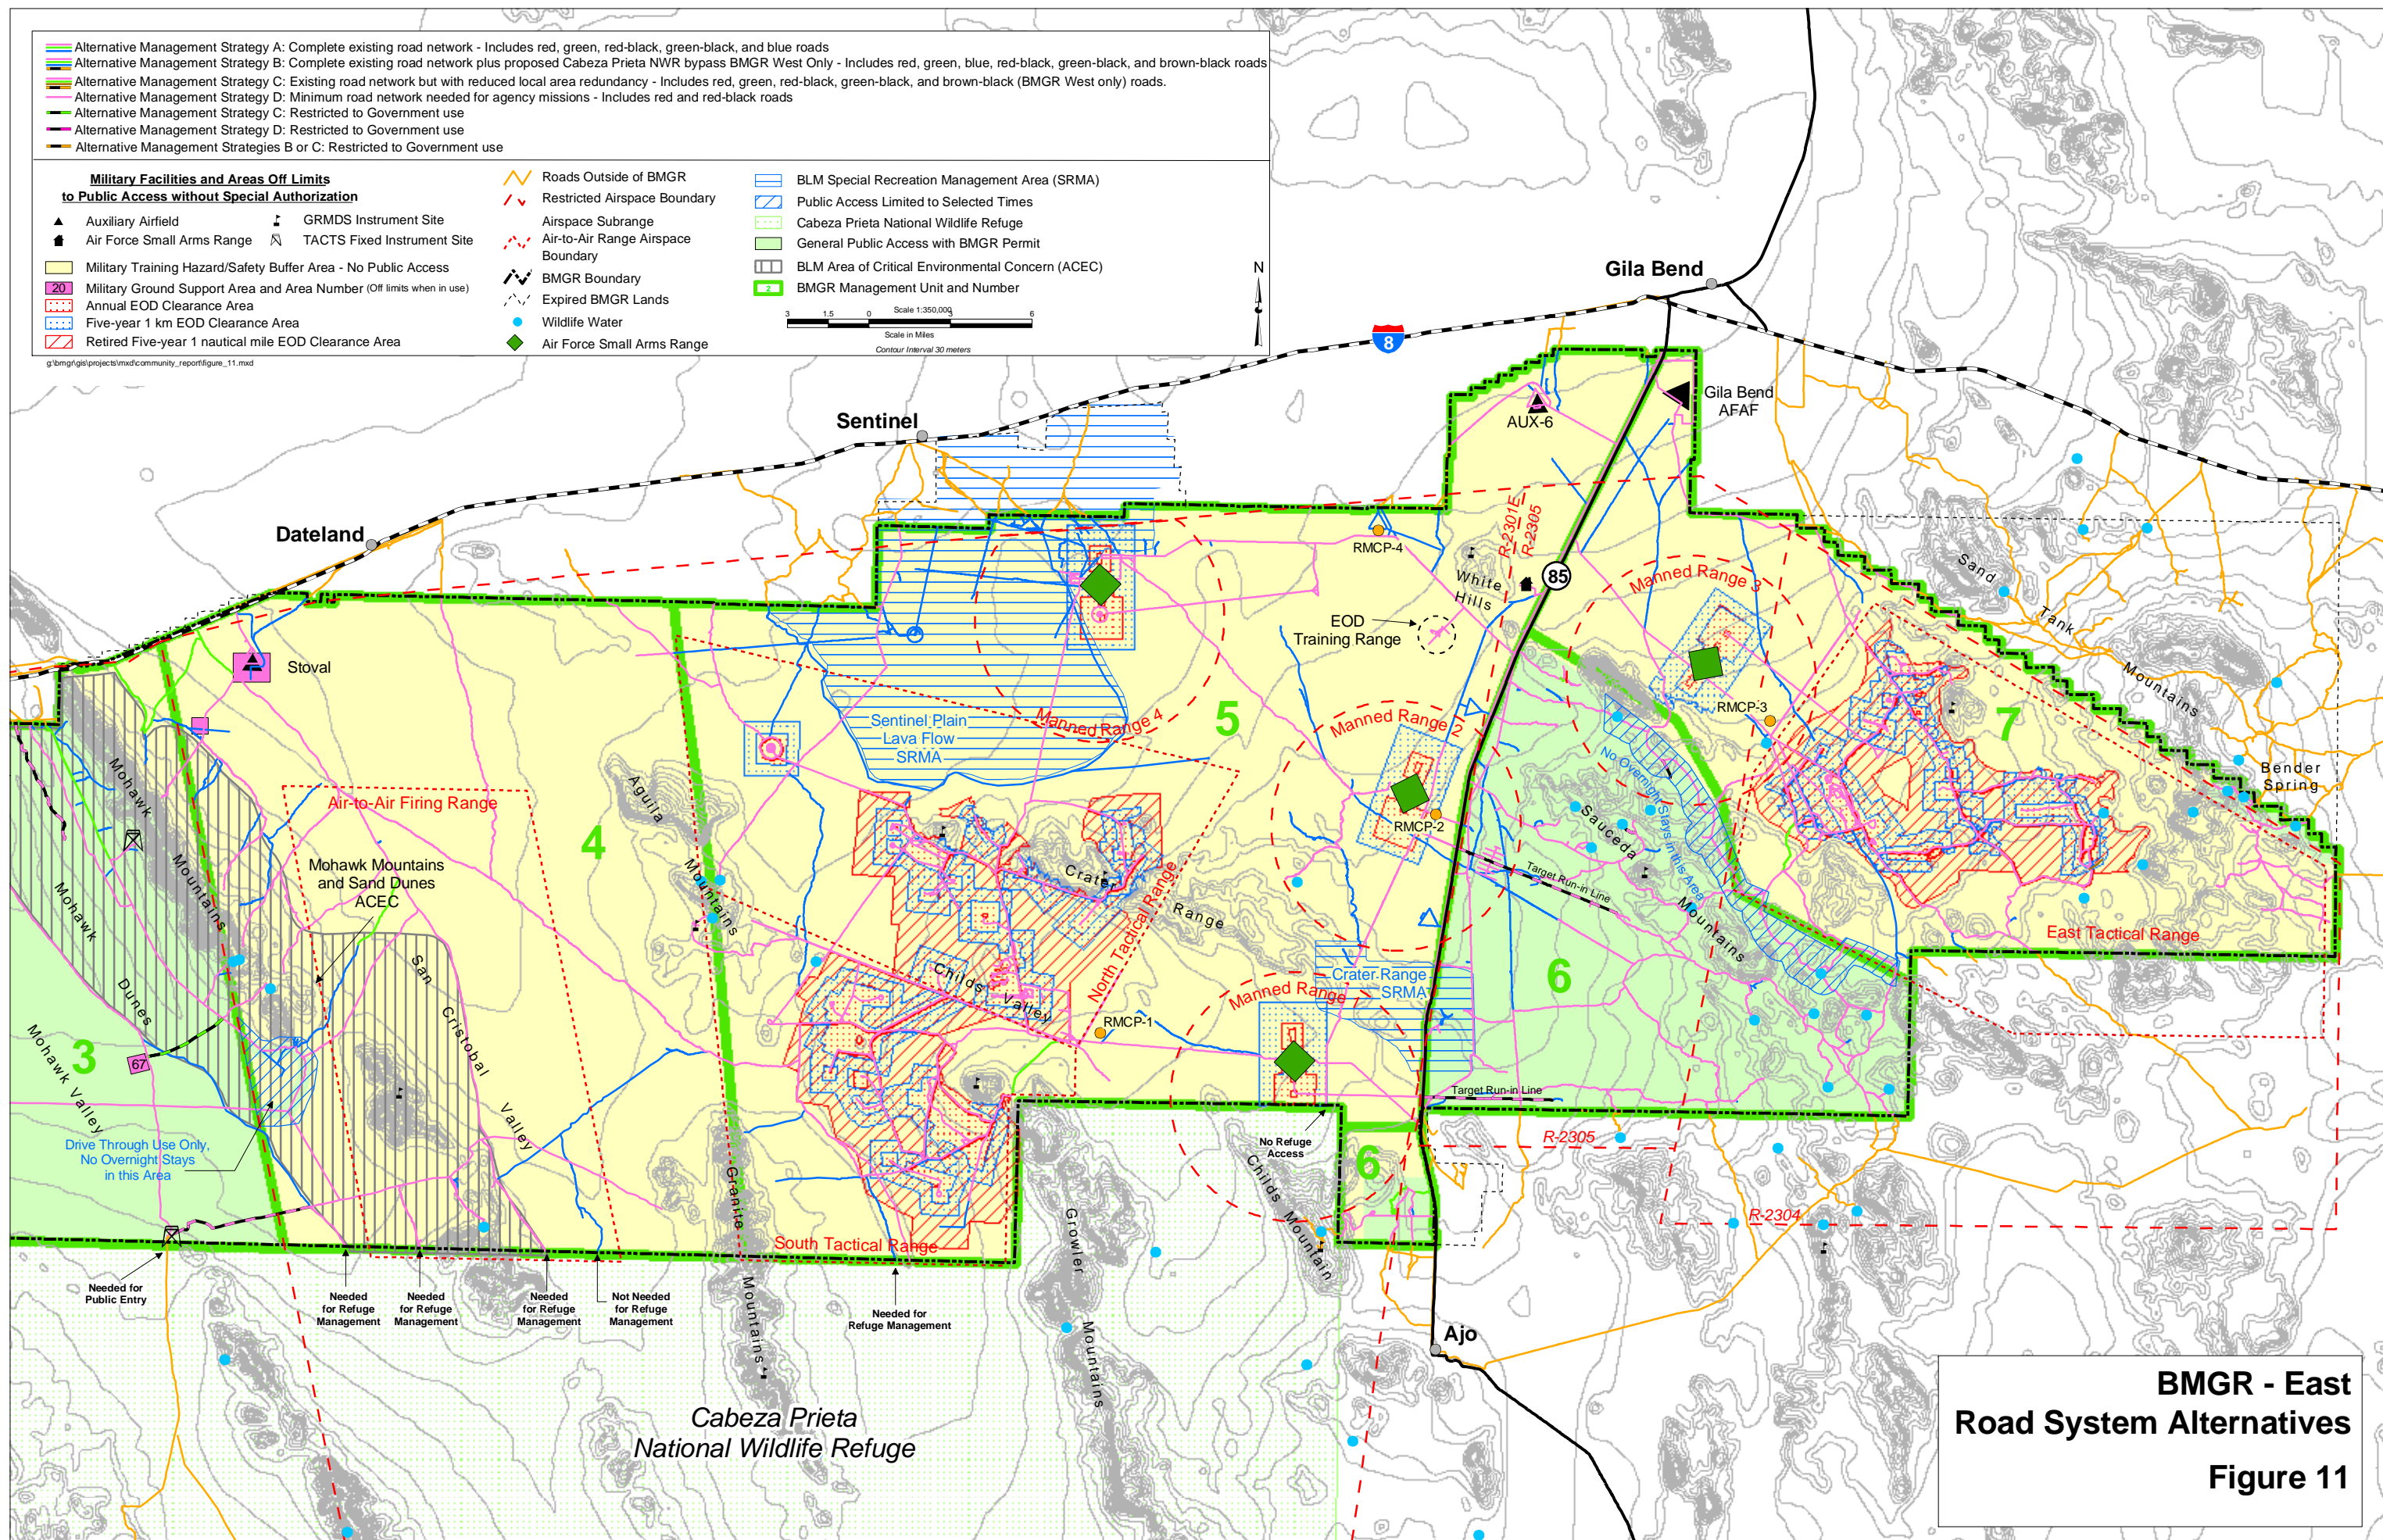 Alternative Management Strategy A: Complete existing road network - Includes red, green, red-black, green-black, and blue roads
Alternative Management Strategy B: Complete existing road network plus proposed Cabeza Prieta NWR bypass BMGR West Only - Includes red, green, blue, red-black, green-black, and brown-black roads
Alternative Management Strategy C: Existing road network but with reduced local area redundancy - Includes red, green, red-black, green-black, and brown-black (BMGR West only) roads.
Alternative Management Strategy D: Minimum road network needed for agency missions - Includes red and red-black roads
Alternative Management Strategy C: Restricted to Government use
Alternative Management Strategy D: Restricted to Government use
Alternative Management Strategies B or C: Restricted to Government use
Military Facilities and Areas Off Limits
to Public Access without Special Authorization
Auxiliary Airfield
GRMDS Instrument Site
Air Force Small Arms Range
TACTS Fixed Instrument Site
Military Training Hazard/Safety Buffer Area - No Public Access
20
Military Ground Support Area and Area Number (Off limits when in use)
Annual EOD Clearance Area
Five-year 1 km EOD Clearance Area
Retired Five-year 1 nautical mile EOD Clearance Area
Roads Outside of BMGR
Restricted Airspace Boundary
Airspace Subrange
Air-to-Air Range Airspace
Boundary
BMGR Boundary
Expired BMGR Lands
Wildlife Water
Air Force Small Arms Range
BLM Special Recreation Management Area (SRMA)
Public Access Limited to Selected Times
Cabeza Prieta National Wildlife Refuge
General Public Access with BMGR Permit
BLM Area of Critical Environmental Concern (ACEC)
2
BMGR Management Unit and Number
Scale 1:350,000
3 1.5 0 3 6
Scale in Miles
Contour Interval 30 meters
N
g:\bmgr\gis\projects\mxd\community_report\figure_11.mxd
8
Gila Bend
Gila Bend
AFAF
AUX-6
Sentinel
Dateland
Stoval
RMCP-4
R-2301E
R-2305
White
Hills
85
EOD
Training Range
Manned Range 3
Manned Range 4
Manned Range 2
Manned Range 1
Sand
Tank
Mountains
Bender
Spring
RMCP-3
RMCP-2
RMCP-1
7
5
4
6
6
3
Sentinel Plain
Lava Flow
SRMA
No Overnight Stays in this Area
Sauceda
Mountains
Target Run-in Line
East Tactical Range
Air-to-Air Firing Range
Mohawk Mountains
and Sand Dunes
ACEC
Mohawk
Mountains
Mohawk
Dunes
Mohawk Valley
San
Cristobal
Valley
Aguila
Mountains
Crater
Range
North Tactical Range
Childs
Valley
Crater Range
SRMA
Target Run-in Line
67
Drive Through Use Only,
No Overnight Stays
in this Area
No Refuge
Access
R-2305
R-2304
Childs
Mountain
Granite
Mountains
Growler
Mountains
South Tactical Range
Needed for
Public Entry
Needed
for Refuge
Management
Needed
for Refuge
Management
Needed
for Refuge
Management
Not Needed
for Refuge
Management
Needed for
Refuge Management
Ajo
Cabeza Prieta
National Wildlife Refuge
BMGR - East
Road System Alternatives
Figure 11